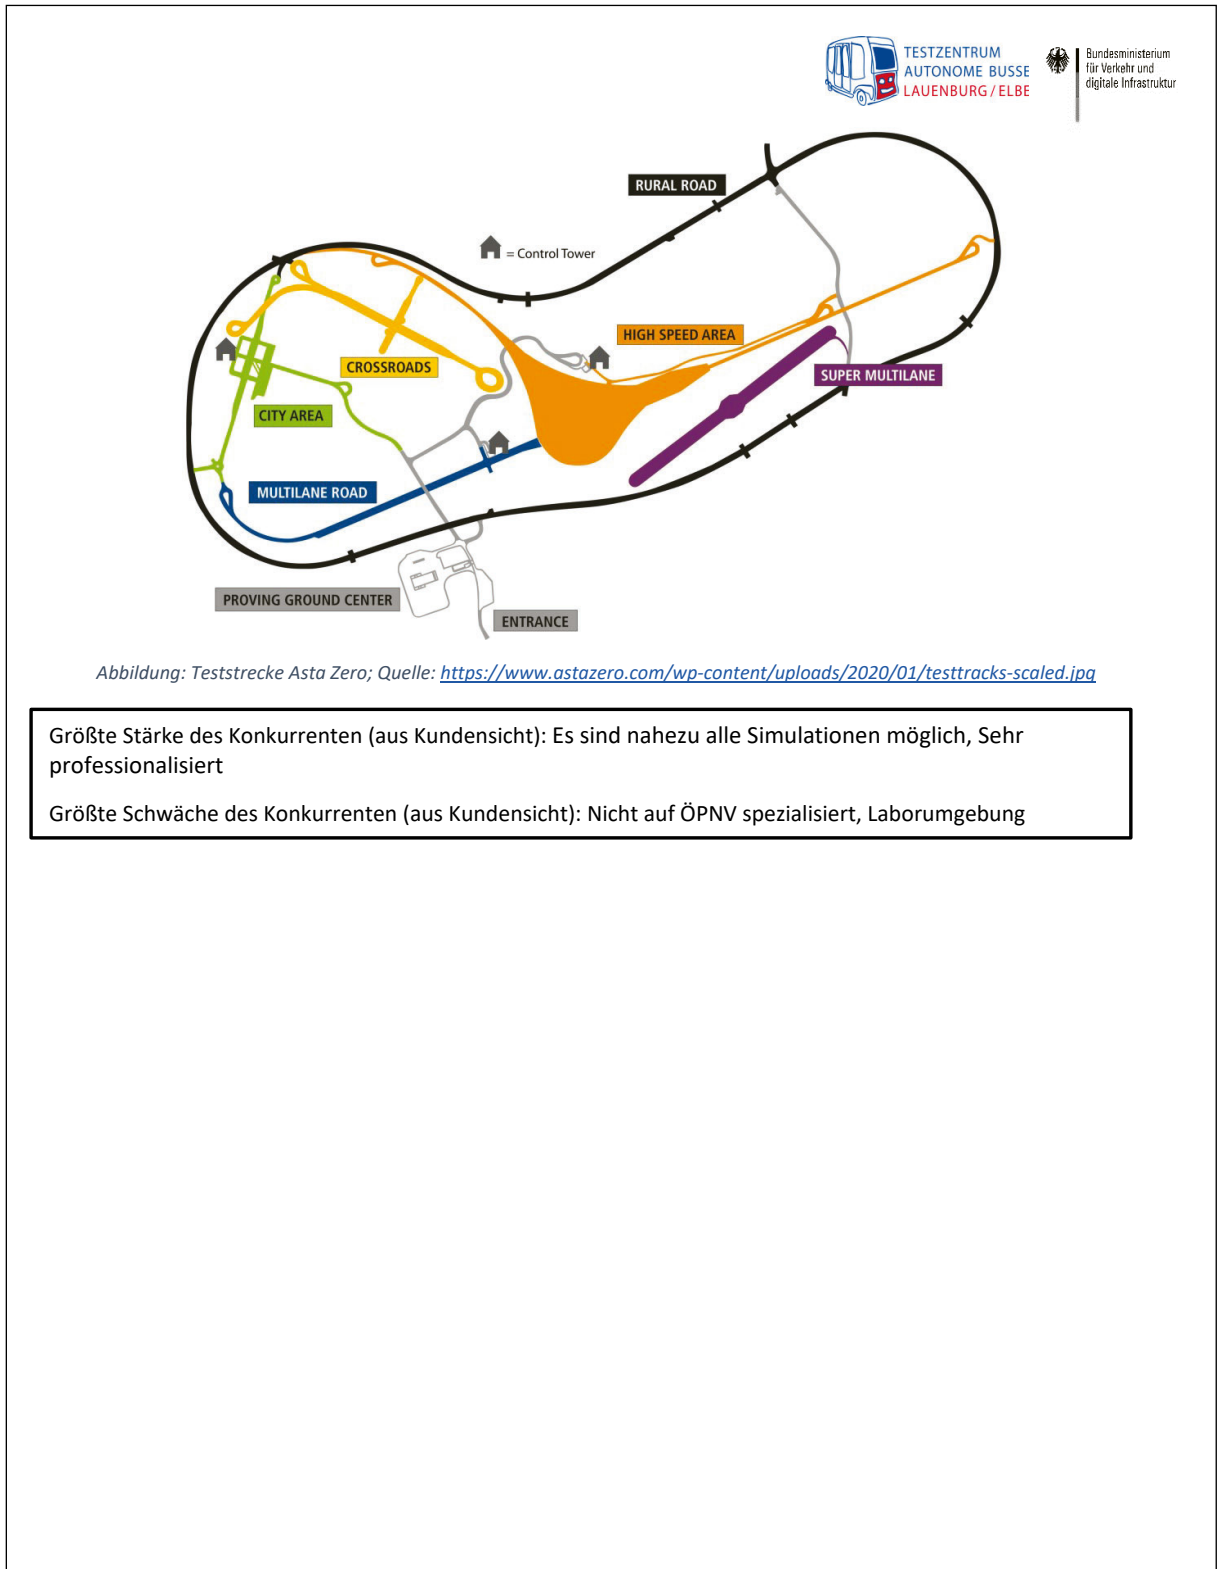 TESTZENTRUM
AUTONOME BUSSE
LAUENBURG / ELBE
Bundesministerium
für Verkehr und
digitale Infrastruktur
RURAL ROAD
= Control Tower
HIGH SPEED AREA
CROSSROADS
SUPER MULTILANE
CITY AREA
MULTILANE ROAD
PROVING GROUND CENTER
ENTRANCE
Abbildung: Teststrecke Asta Zero; Quelle: https://www.astazero.com/wp-content/uploads/2020/01/testtracks-scaled.jpg
Größte Stärke des Konkurrenten (aus Kundensicht): Es sind nahezu alle Simulationen möglich, Sehr
professionalisiert
Größte Schwäche des Konkurrenten (aus Kundensicht): Nicht auf ÖPNV spezialisiert, Laborumgebung